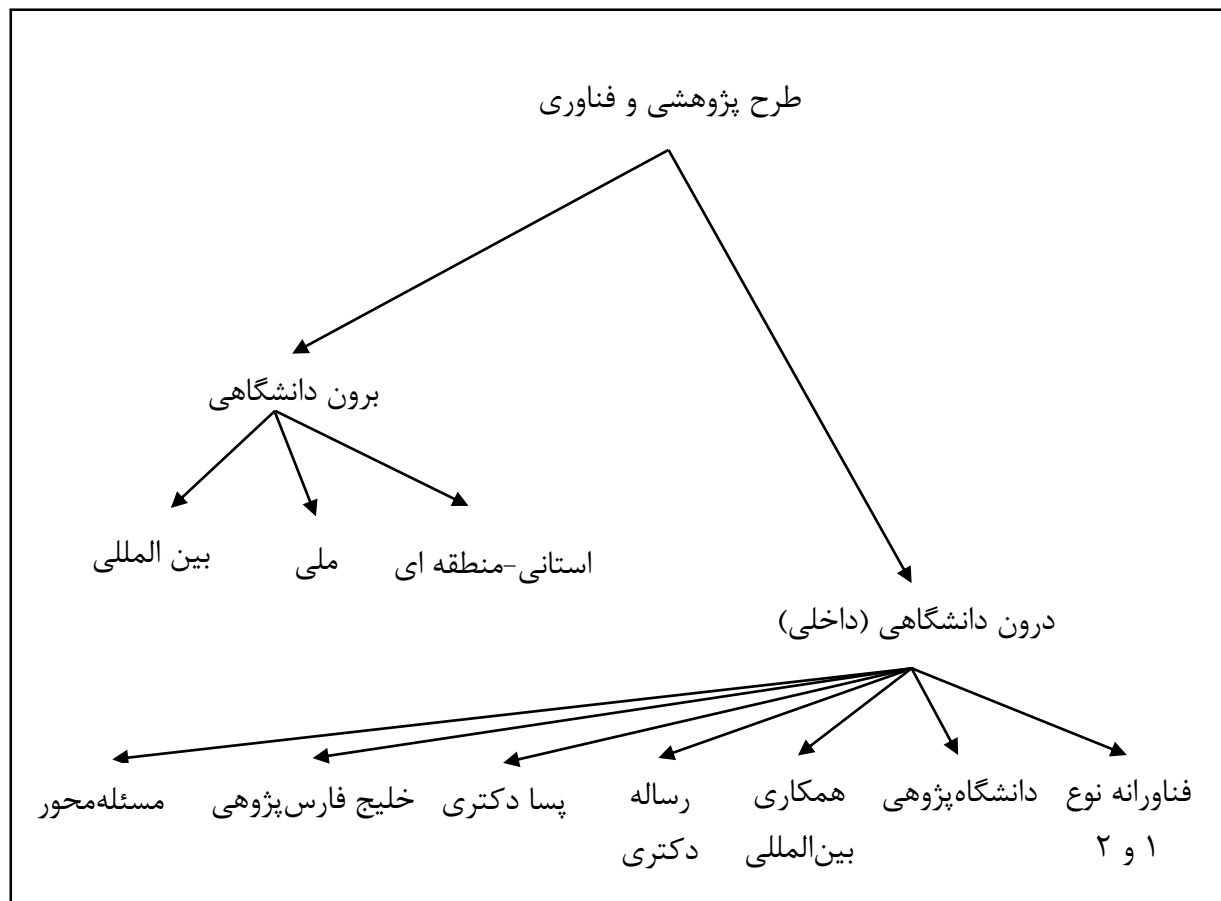 طرح پژوهشی و فناوری
برون دانشگاهی
استانی-منطقه ای
ملی
بین المللی
درون دانشگاهی (داخلی)
فناورانه نوع
۱ و ۲
دانشگاه‌پژوهی
همکاری
بین‌المللی
رساله
دکتری
پسا دکتری
خلیج فارس‌پژوهی
مسئله‌محور